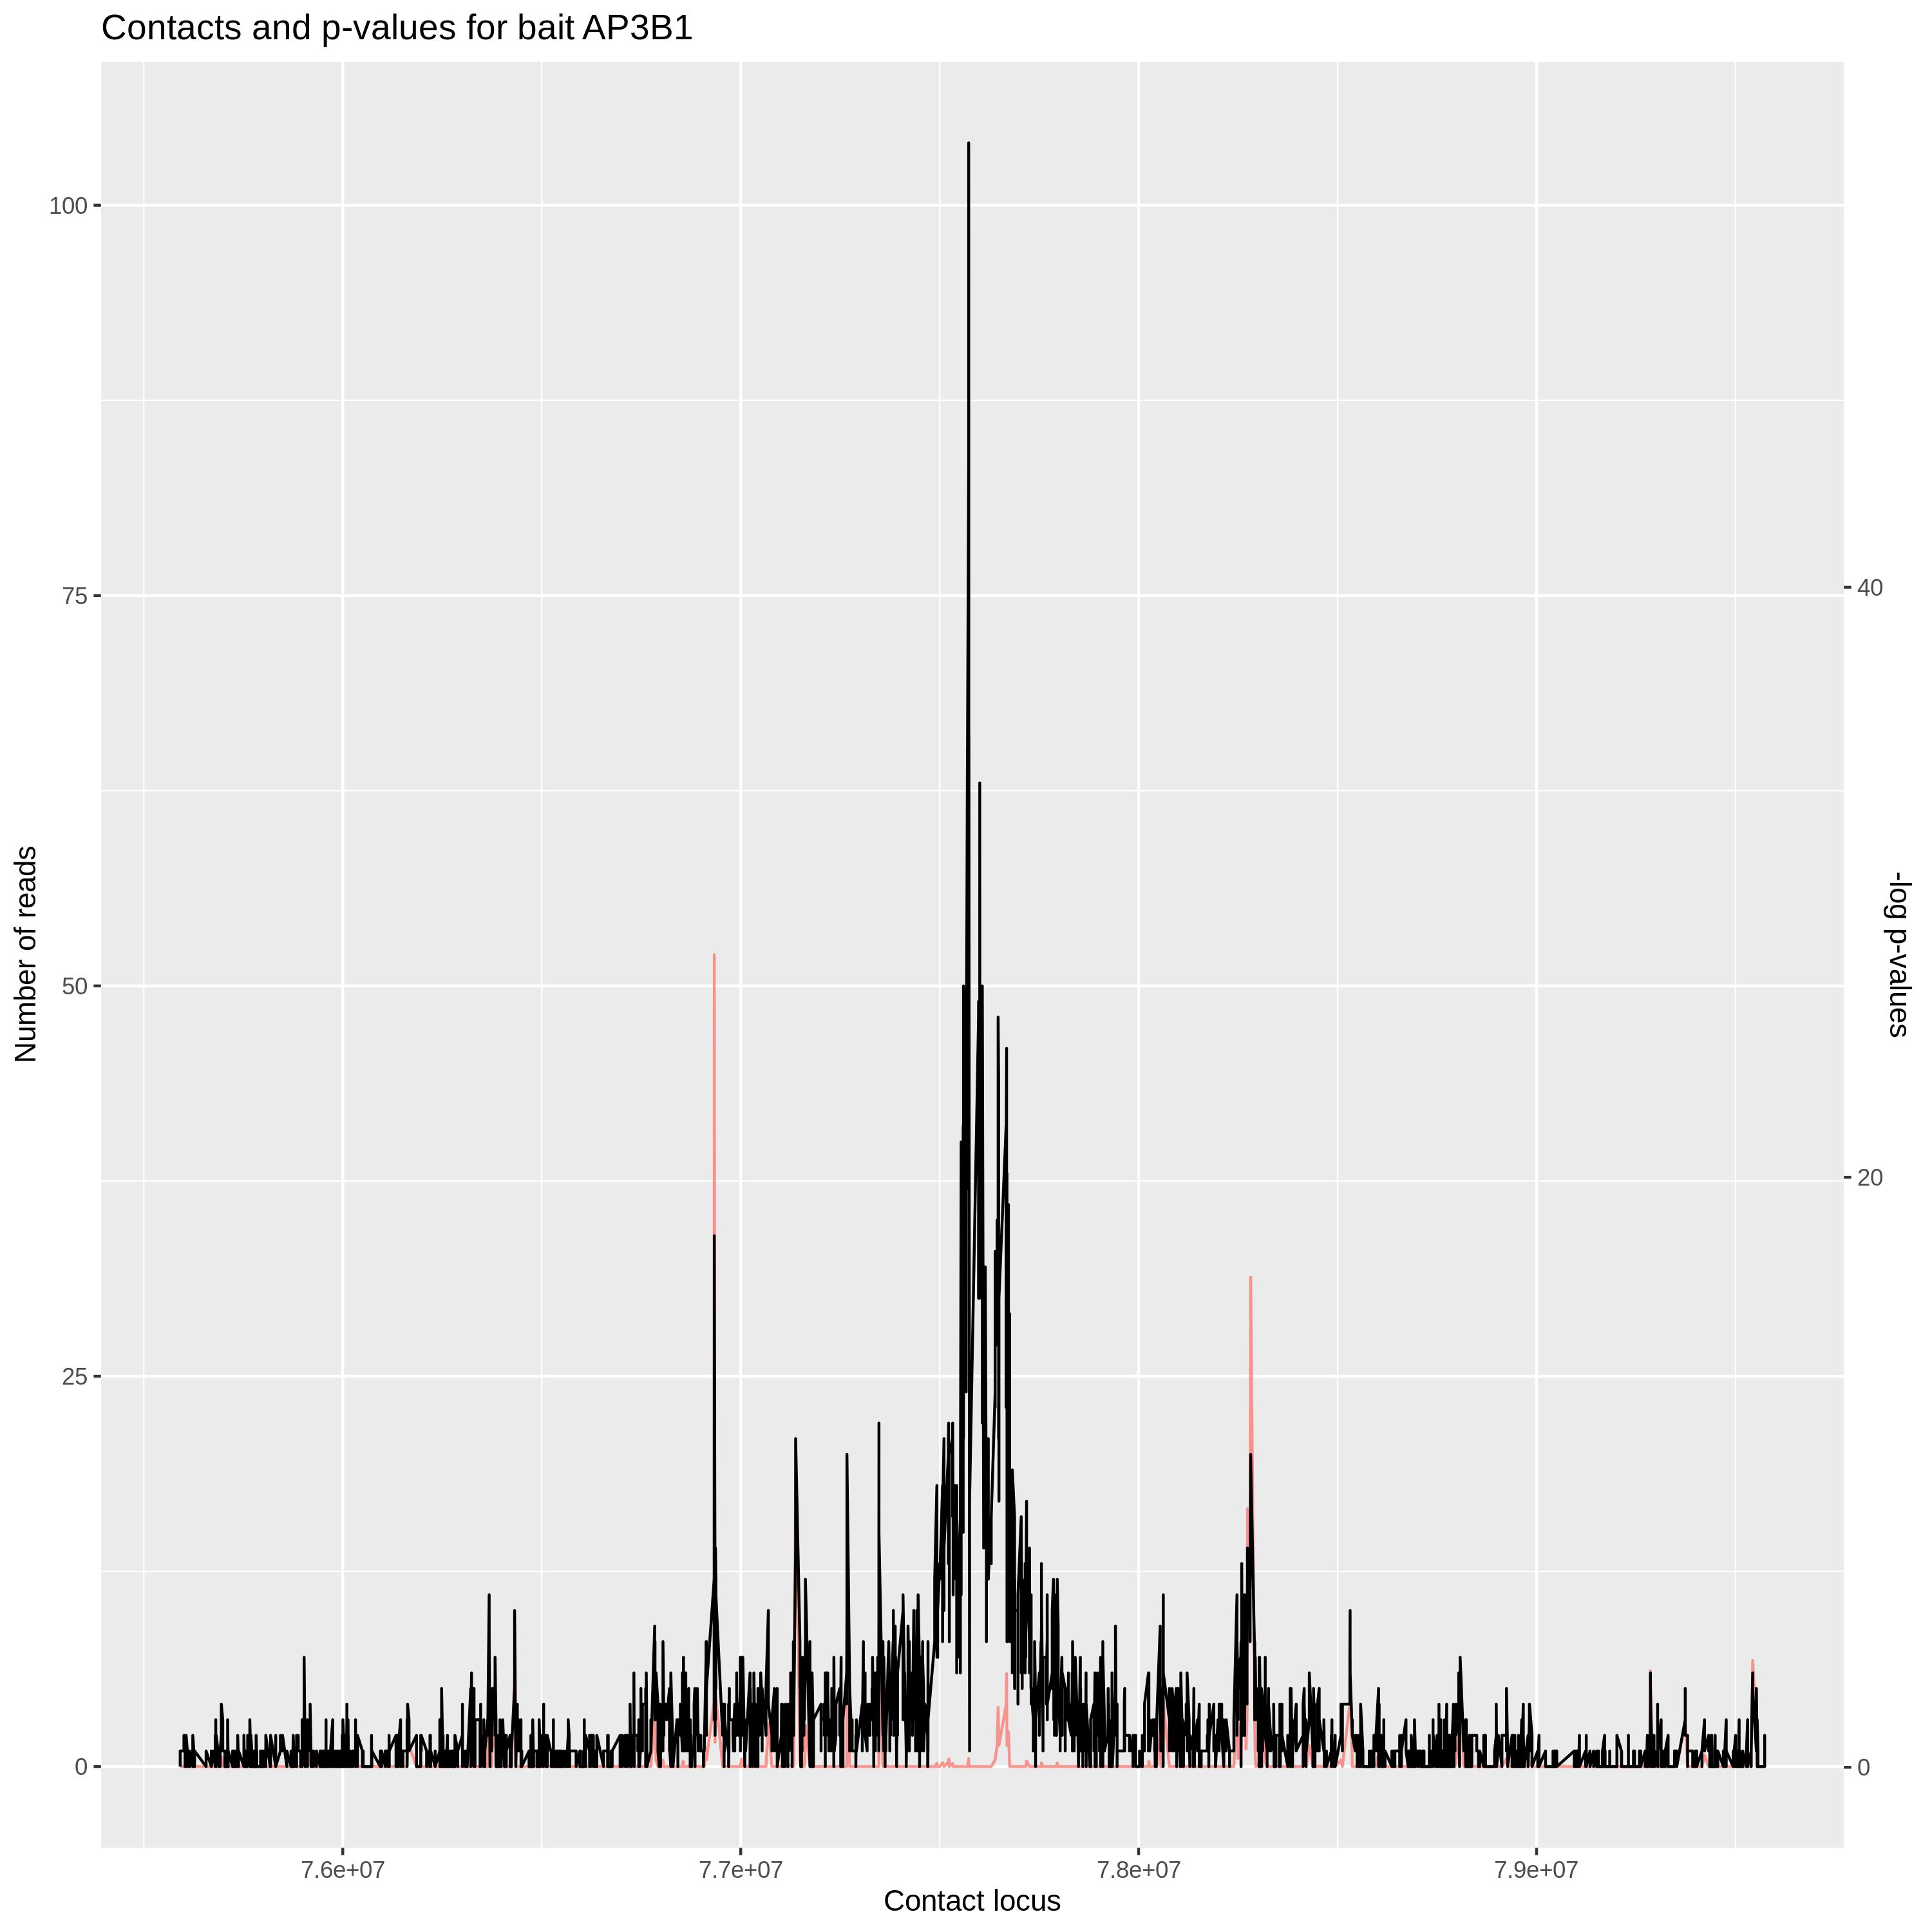 Contacts and p-values for bait AP3B1
100
75
50
25
0
Number of reads
40
20
0
-log p-values
7.6e+07
7.7e+07
7.8e+07
7.9e+07
Contact locus